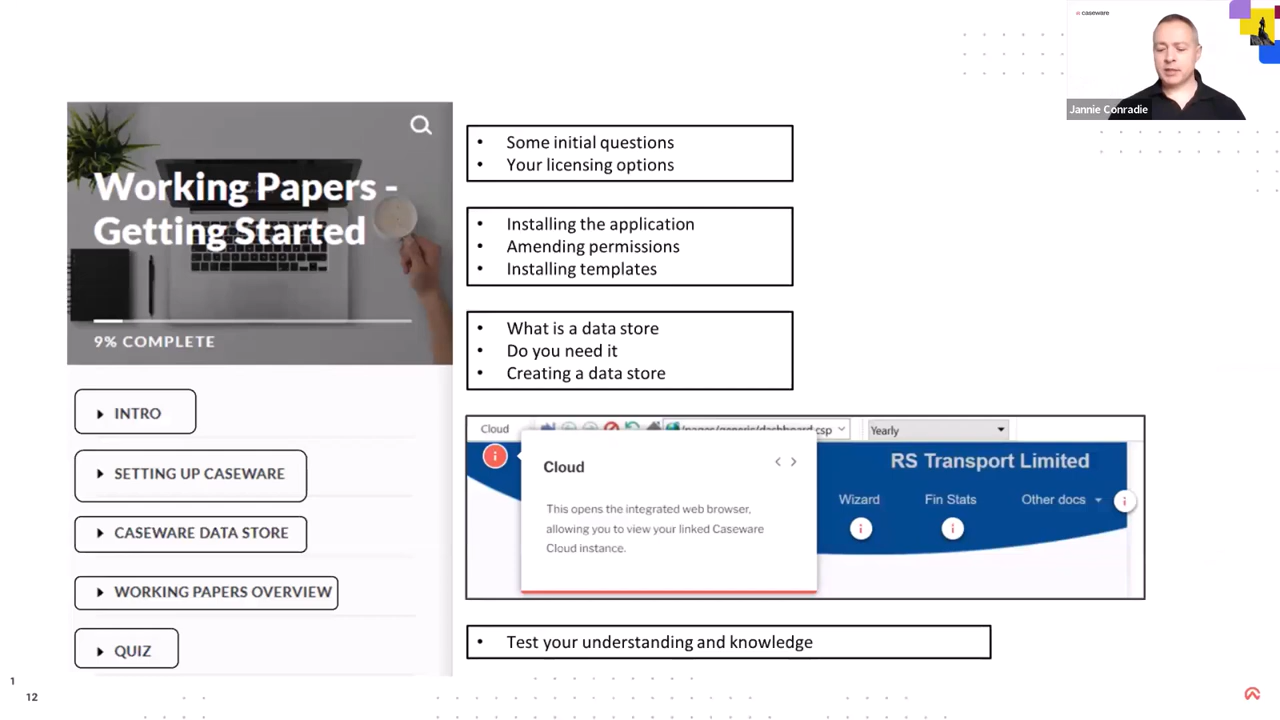 caseware
Jannie Conradie
Working Papers -
Getting Started
9% COMPLETE
INTRO
SETTING UP CASEWARE
CASEWARE DATA STORE
WORKING PAPERS OVERVIEW
QUIZ
• Some initial questions
• Your licensing options
• Installing the application
• Amending permissions
• Installing templates
• What is a data store
• Do you need it
• Creating a data store
Cloud
/pages/generic/dashboard.csp
Yearly
Cloud
This opens the integrated web browser,
allowing you to view your linked Caseware
Cloud instance.
RS Transport Limited
Wizard
Fin Stats
Other docs
• Test your understanding and knowledge
1
12